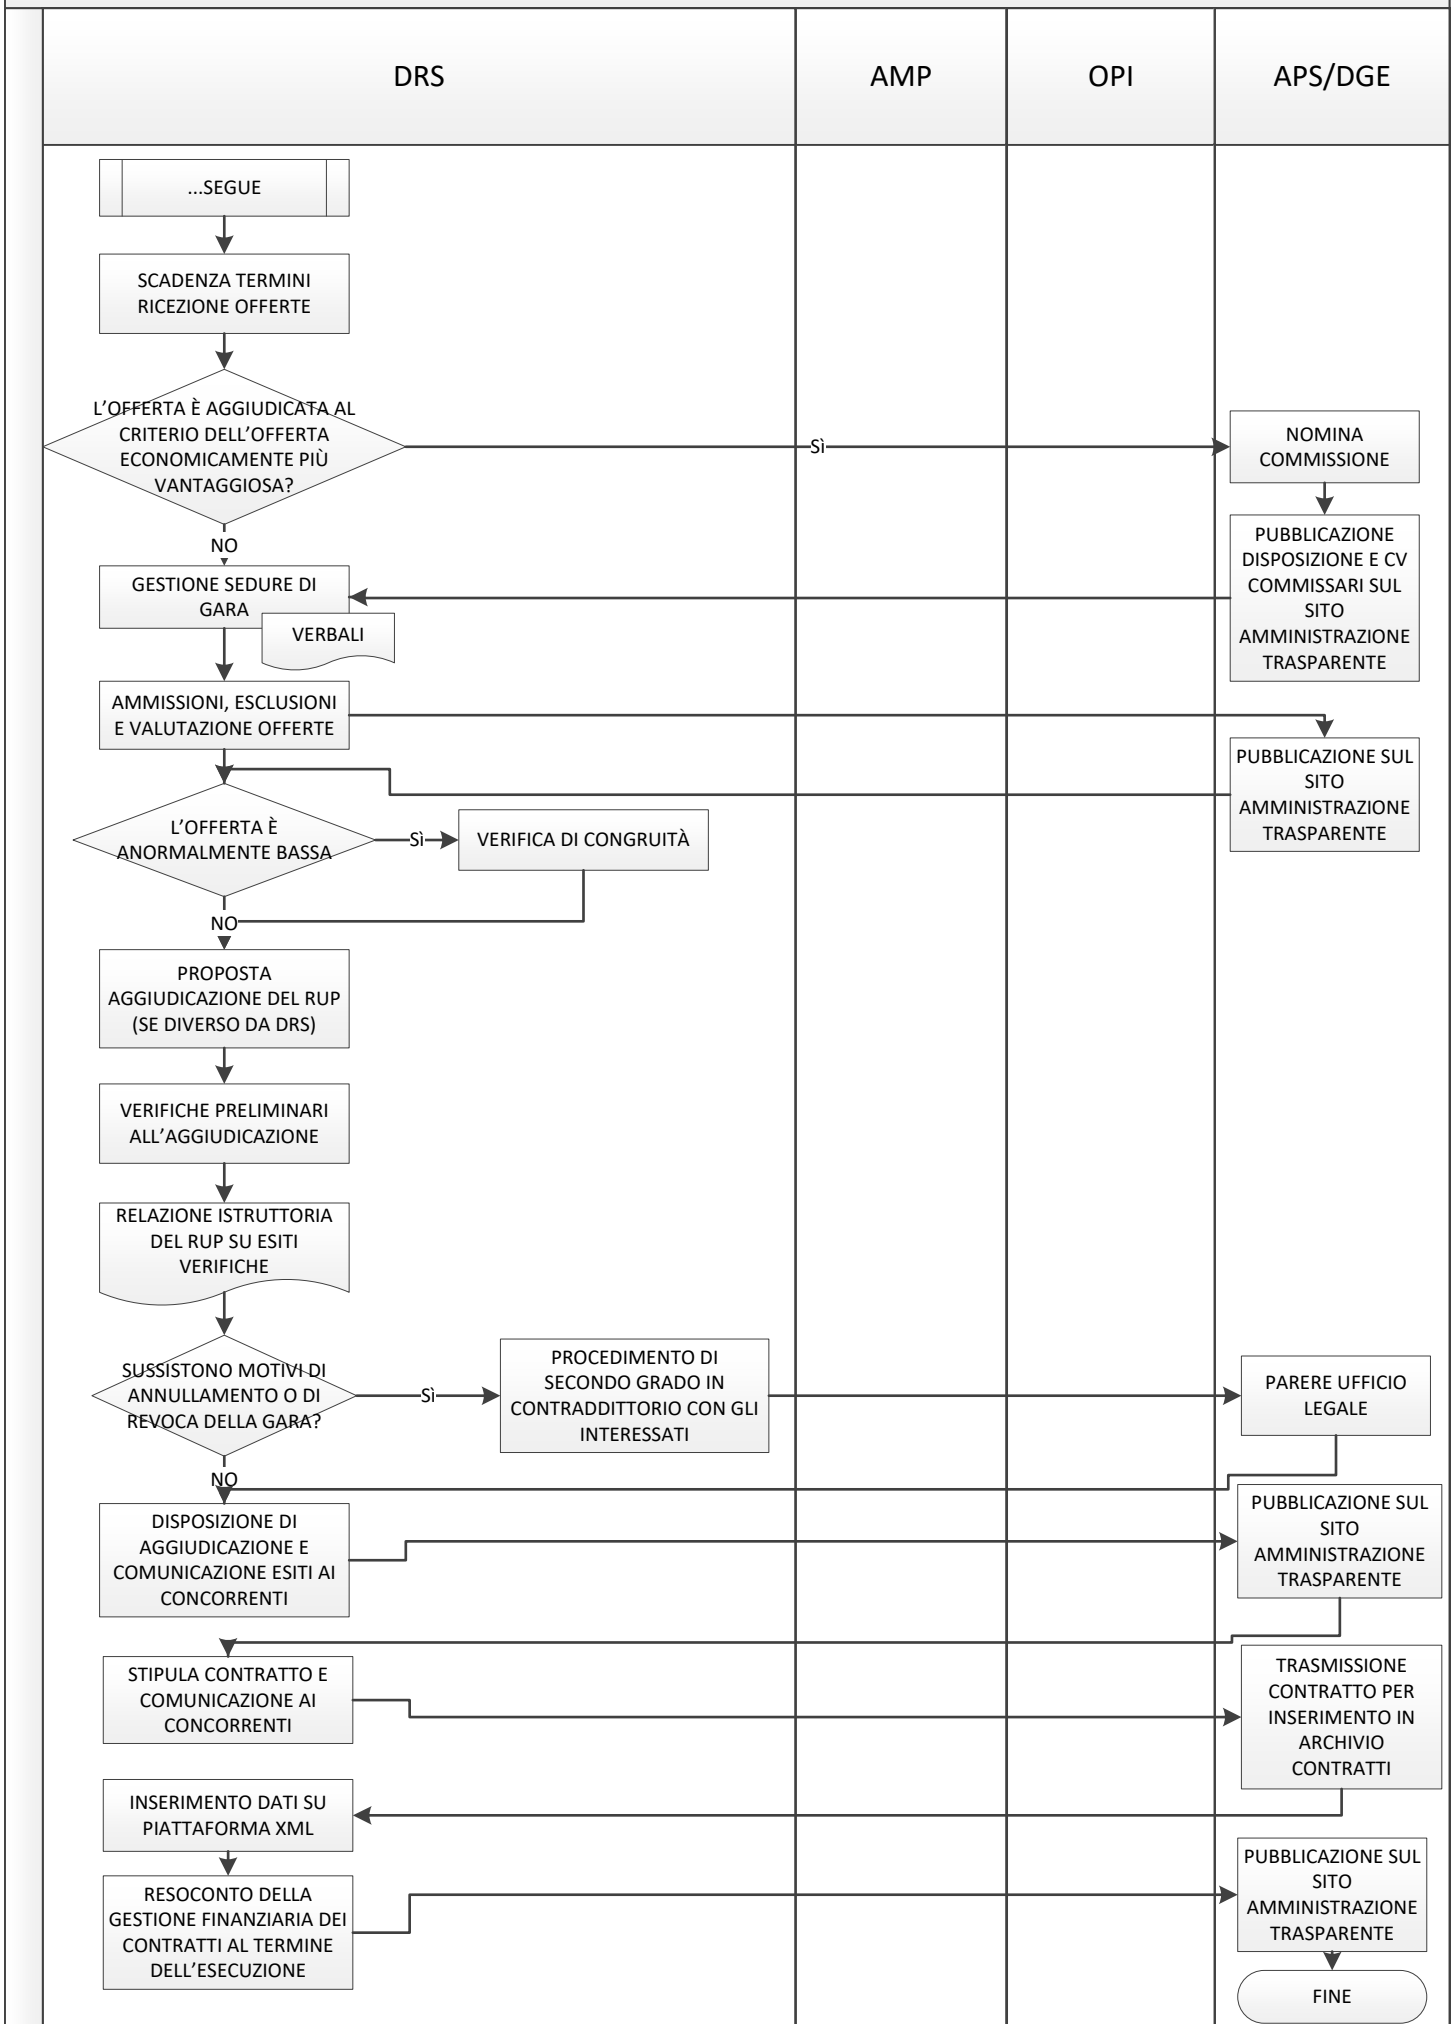 DRS
AMP
OPI
APS/DGE
...SEGUE
SCADENZA TERMINI
RICEZIONE OFFERTE
L'OFFERTA È AGGIUDICATA AL
CRITERIO DELL'OFFERTA
ECONOMICAMENTE PIÙ
VANTAGGIOSA?
Sì
NOMINA
COMMISSIONE
NO
PUBBLICAZIONE
DISPOSIZIONE E CV
COMMISSARI SUL
SITO
AMMINISTRAZIONE
TRASPARENTE
GESTIONE SEDURE DI
GARA
VERBALI
AMMISSIONI, ESCLUSIONI
E VALUTAZIONE OFFERTE
PUBBLICAZIONE SUL
SITO
AMMINISTRAZIONE
TRASPARENTE
L'OFFERTA È
ANORMALMENTE BASSA
Sì
VERIFICA DI CONGRUITÀ
NO
PROPOSTA
AGGIUDICAZIONE DEL RUP
(SE DIVERSO DA DRS)
VERIFICHE PRELIMINARI
ALL'AGGIUDICAZIONE
RELAZIONE ISTRUTTORIA
DEL RUP SU ESITI
VERIFICHE
SUSSISTONO MOTIVI DI
ANNULLAMENTO O DI
REVOCA DELLA GARA?
Sì
PROCEDIMENTO DI
SECONDO GRADO IN
CONTRADDITTORIO CON GLI
INTERESSATI
PARERE UFFICIO
LEGALE
NO
DISPOSIZIONE DI
AGGIUDICAZIONE E
COMUNICAZIONE ESITI AI
CONCORRENTI
PUBBLICAZIONE SUL
SITO
AMMINISTRAZIONE
TRASPARENTE
STIPULA CONTRATTO E
COMUNICAZIONE AI
CONCORRENTI
TRASMISSIONE
CONTRATTO PER
INSERIMENTO IN
ARCHIVIO
CONTRATTI
INSERIMENTO DATI SU
PIATTAFORMA XML
RESOCONTO DELLA
GESTIONE FINANZIARIA DEI
CONTRATTI AL TERMINE
DELL'ESECUZIONE
PUBBLICAZIONE SUL
SITO
AMMINISTRAZIONE
TRASPARENTE
FINE